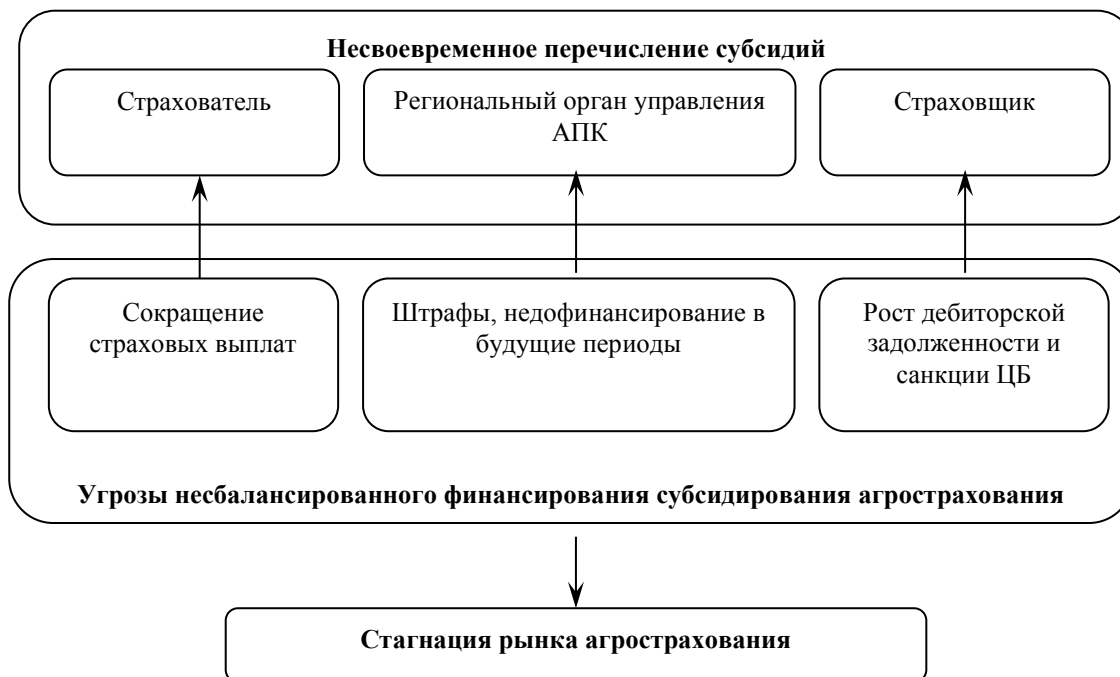 Несвоевременное перечисление субсидий
Страхователь
Региональный орган управления
АПК
Страховщик
Сокращение
страховых выплат
Штрафы, недофинансирование в
будущие периоды
Рост дебиторской
задолженности и
санкции ЦБ
Угрозы несбалансированного финансирования субсидирования агрострахования
Стагнация рынка агрострахования